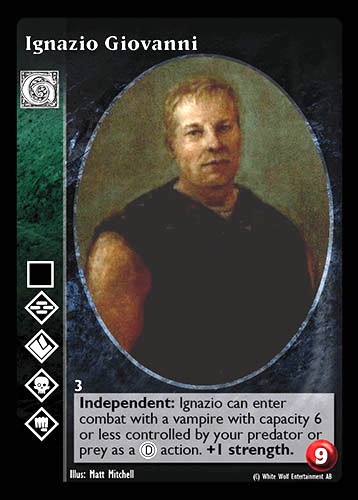 Ignazio Giovanni
3
Independent: Ignazio can enter
combat with a vampire with capacity 6
or less controlled by your predator or
prey as a D action. +1 strength.
9
Illus: Matt Mitchell
(C) White Wolf Entertainment AB